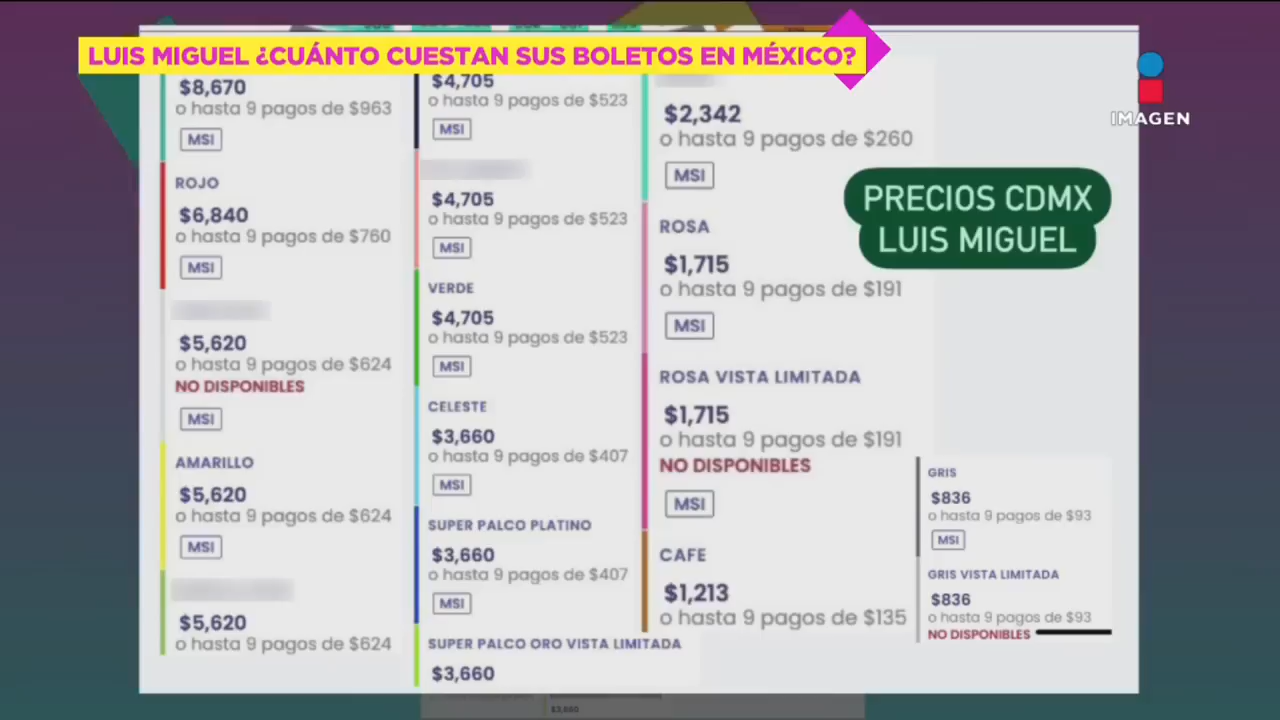 LUIS MIGUEL ¿CUÁNTO CUESTAN SUS BOLETOS EN MÉXICO?
IMAGEN
PRECIOS CDMX
LUIS MIGUEL
$8,670
o hasta 9 pagos de $963
MSI
ROJO
$6,840
o hasta 9 pagos de $760
MSI
$5,620
o hasta 9 pagos de $624
NO DISPONIBLES
MSI
AMARILLO
$5,620
o hasta 9 pagos de $624
MSI
$5,620
o hasta 9 pagos de $624
$4,705
o hasta 9 pagos de $523
MSI
$4,705
o hasta 9 pagos de $523
MSI
VERDE
$4,705
o hasta 9 pagos de $523
MSI
CELESTE
$3,660
o hasta 9 pagos de $407
MSI
SUPER PALCO PLATINO
$3,660
o hasta 9 pagos de $407
MSI
SUPER PALCO ORO VISTA LIMITADA
$3,660
$2,342
o hasta 9 pagos de $260
MSI
ROSA
$1,715
o hasta 9 pagos de $191
MSI
ROSA VISTA LIMITADA
$1,715
o hasta 9 pagos de $191
NO DISPONIBLES
MSI
CAFE
$1,213
o hasta 9 pagos de $135
GRIS
$836
o hasta 9 pagos de $93
MSI
GRIS VISTA LIMITADA
$836
o hasta 9 pagos de $93
NO DISPONIBLES
$3,660